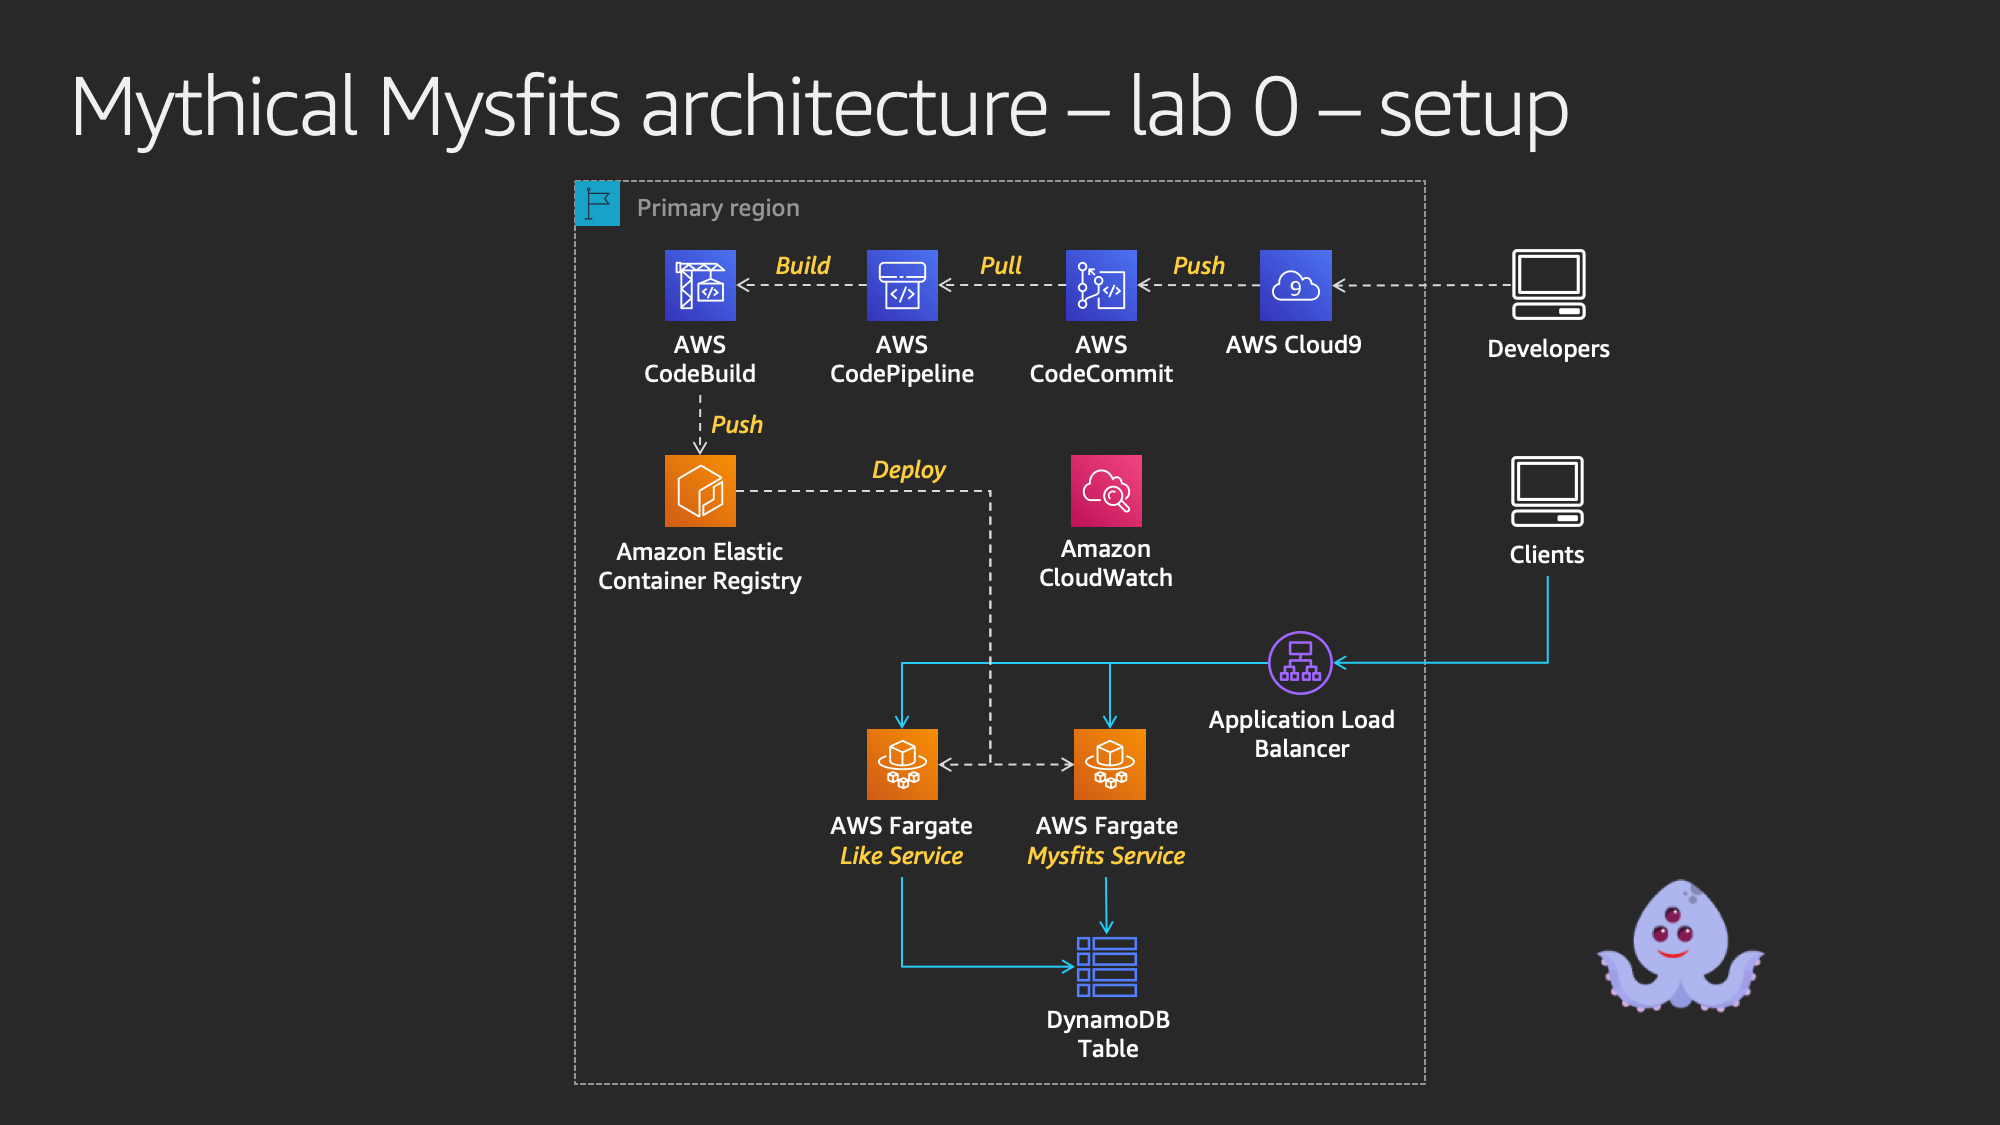 Mythical Mysfits architecture – lab 0 – setup
Primary region
Build
Pull
Push
9
AWS
CodeBuild
AWS
CodePipeline
AWS
CodeCommit
AWS Cloud9
Developers
Push
Deploy
Amazon Elastic
Container Registry
Amazon
CloudWatch
Clients
Application Load
Balancer
AWS Fargate
Like Service
AWS Fargate
Mysfits Service
DynamoDB
Table